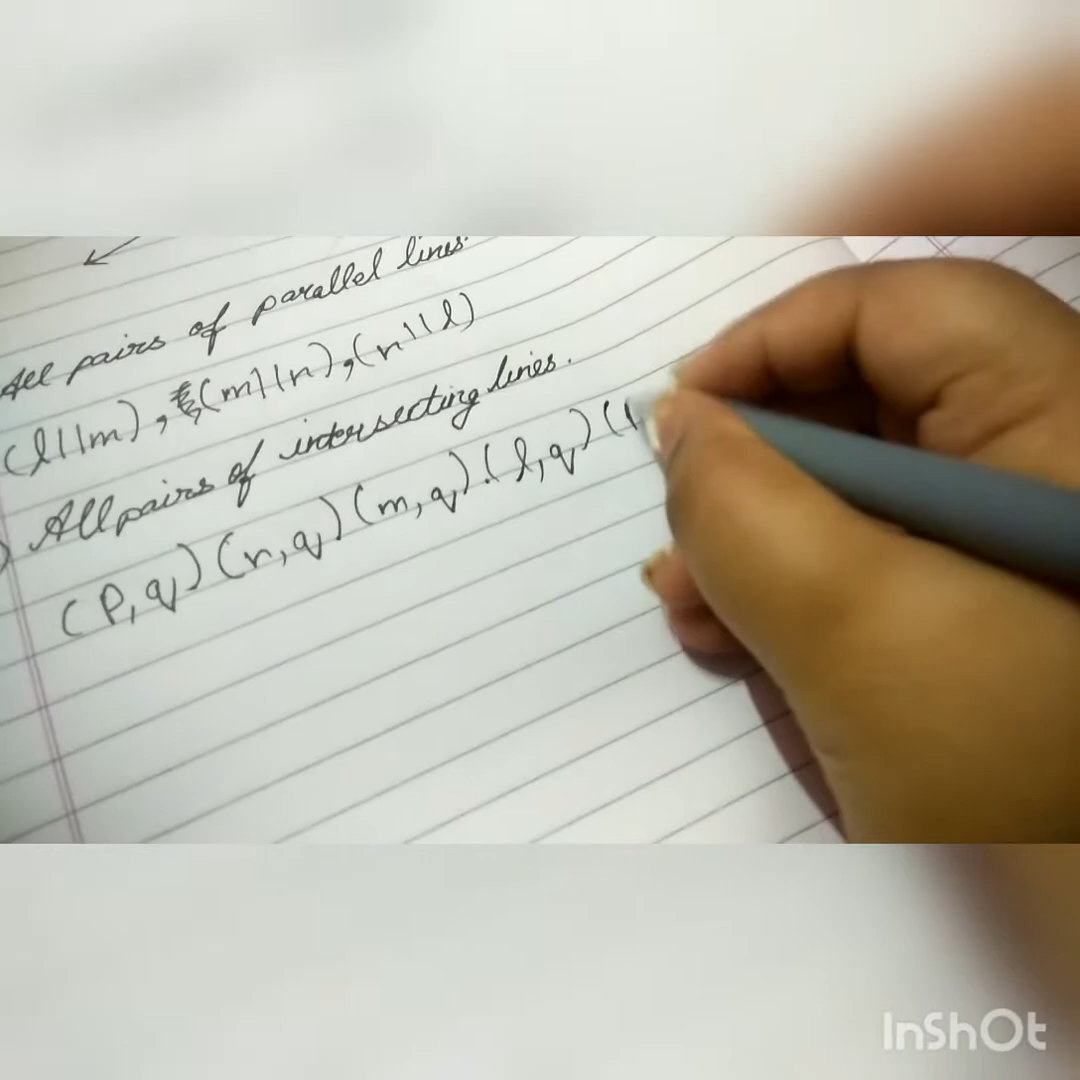 All pairs of parallel lines.
(l||m), (m||n), (n||l)
) All pairs of intersecting lines.
(P, q) (n, q) (m, q). (l, q) (
InShOt